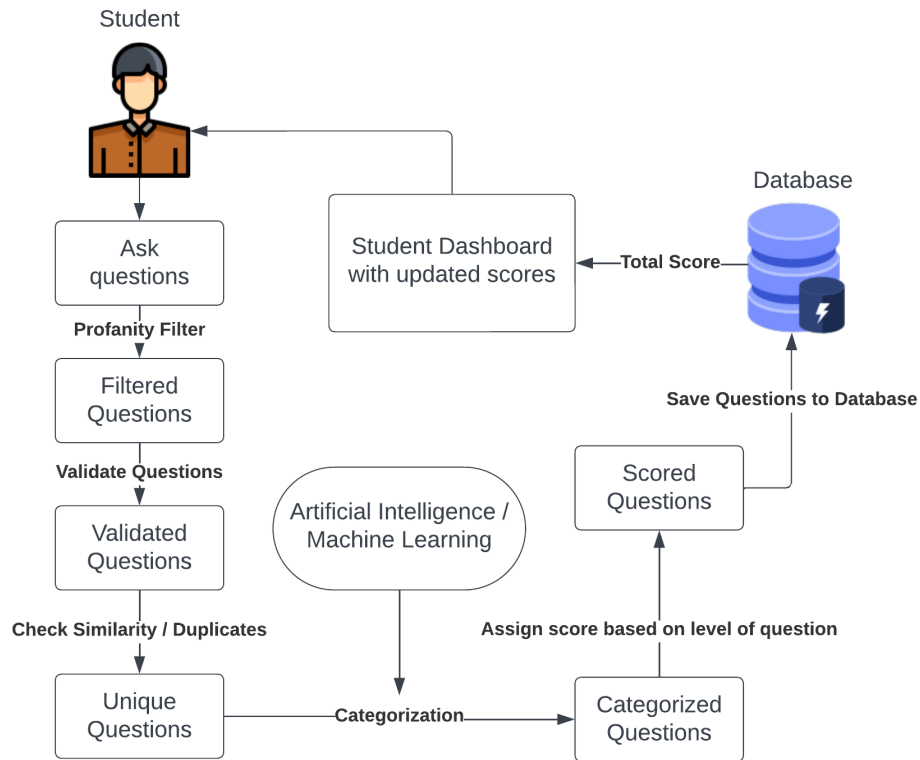 Student
Ask
questions
Profanity Filter
Filtered
Questions
Validate Questions
Validated
Questions
Check Similarity / Duplicates
Unique
Questions
Artificial Intelligence /
Machine Learning
Categorization
Categorized
Questions
Assign score based on level of question
Scored
Questions
Save Questions to Database
Database
Total Score
Student Dashboard
with updated scores